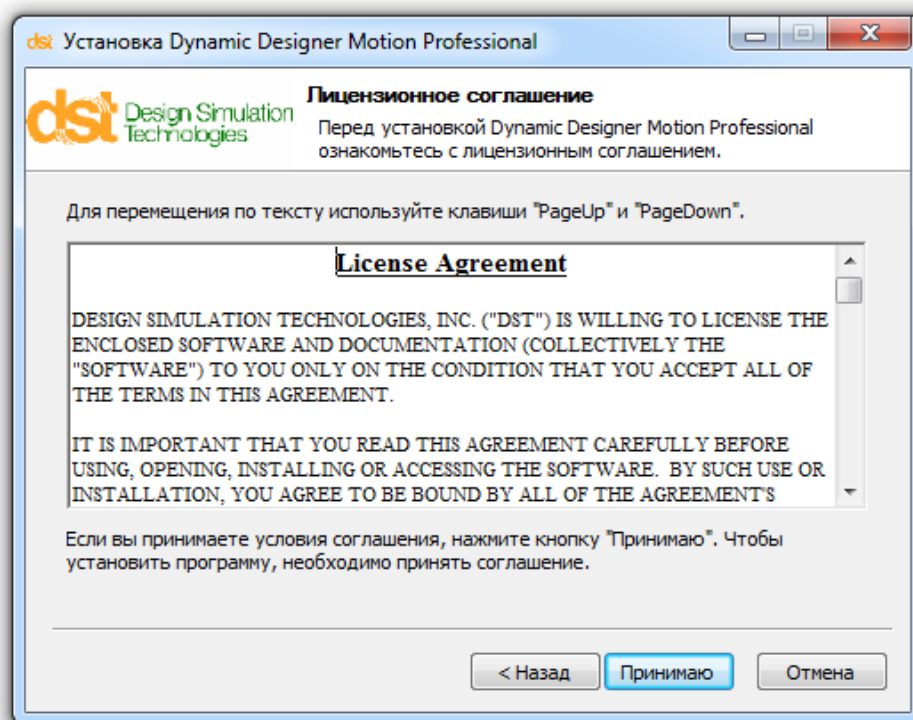 dst Установка Dynamic Designer Motion Professional
dst Design Simulation
Technologies
Лицензионное соглашение
Перед установкой Dynamic Designer Motion Professional
ознакомьтесь с лицензионным соглашением.
Для перемещения по тексту используйте клавиши "PageUp" и "PageDown".
License Agreement
DESIGN SIMULATION TECHNOLOGIES, INC. ("DST") IS WILLING TO LICENSE THE
ENCLOSED SOFTWARE AND DOCUMENTATION (COLLECTIVELY THE
"SOFTWARE") TO YOU ONLY ON THE CONDITION THAT YOU ACCEPT ALL OF
THE TERMS IN THIS AGREEMENT.
IT IS IMPORTANT THAT YOU READ THIS AGREEMENT CAREFULLY BEFORE
USING, OPENING, INSTALLING OR ACCESSING THE SOFTWARE.  BY SUCH USE OR
INSTALLATION, YOU AGREE TO BE BOUND BY ALL OF THE AGREEMENT'S
Если вы принимаете условия соглашения, нажмите кнопку "Принимаю". Чтобы
установить программу, необходимо принять соглашение.
< Назад Принимаю Отмена